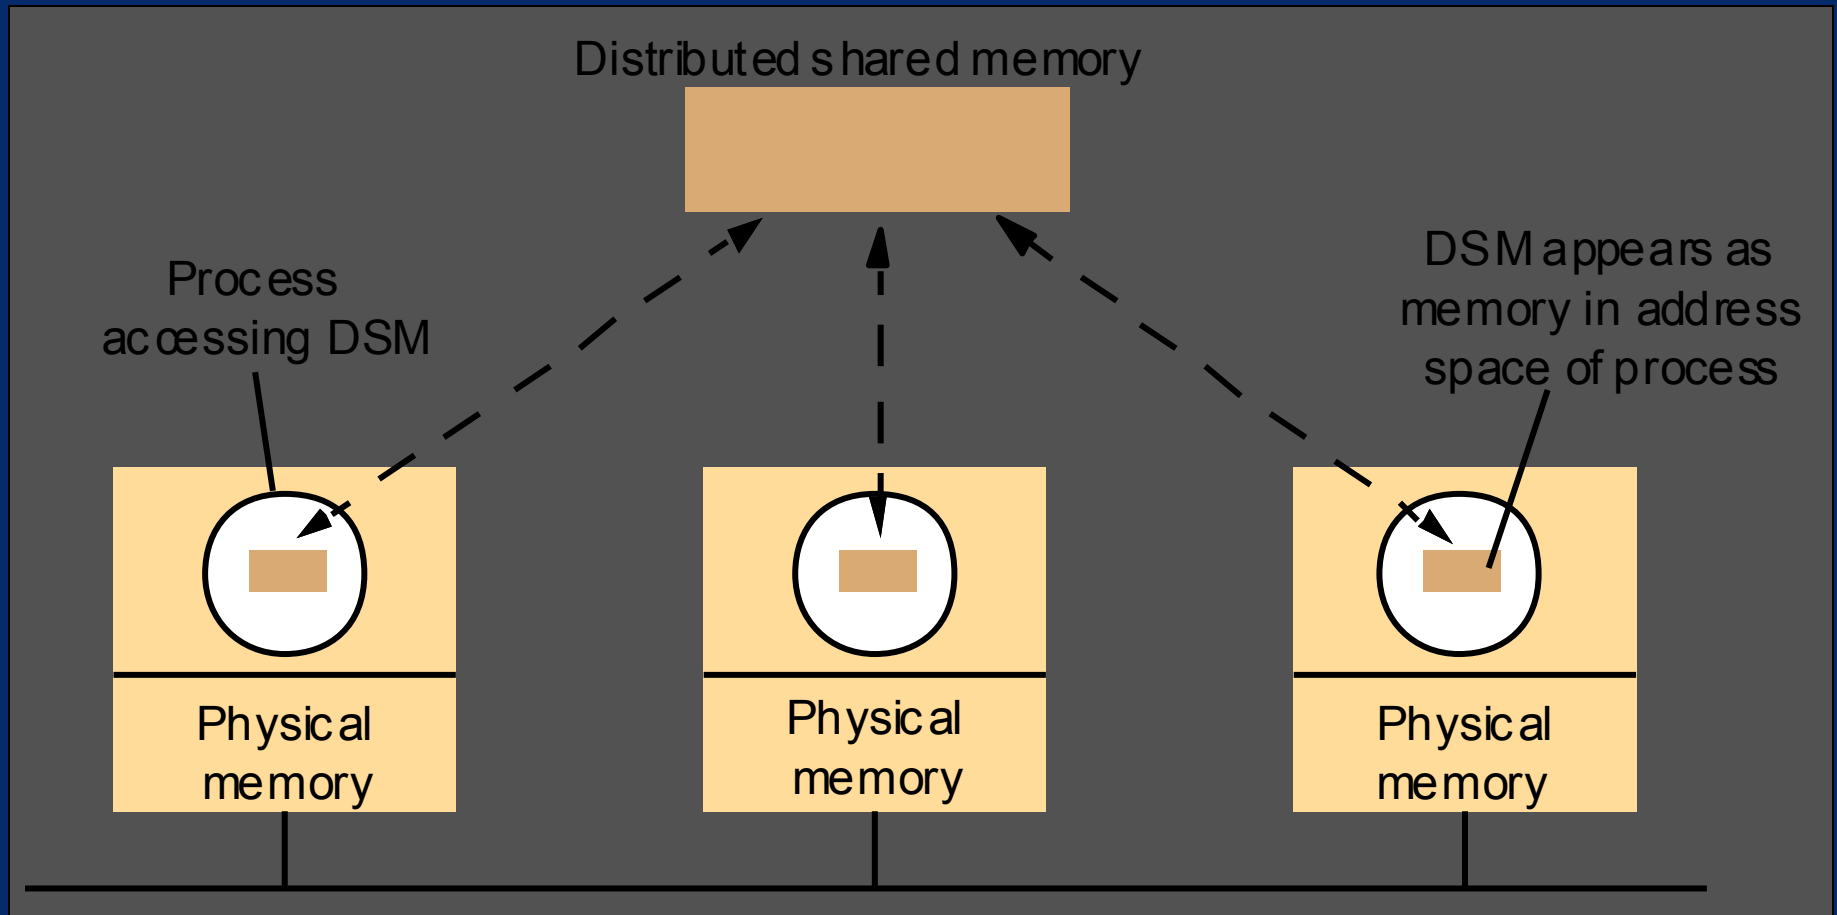 Distributed shared memory
Process
accessing DSM
DSM appears as
memory in address
space of process
Physical
memory
Physical
memory
Physical
memory